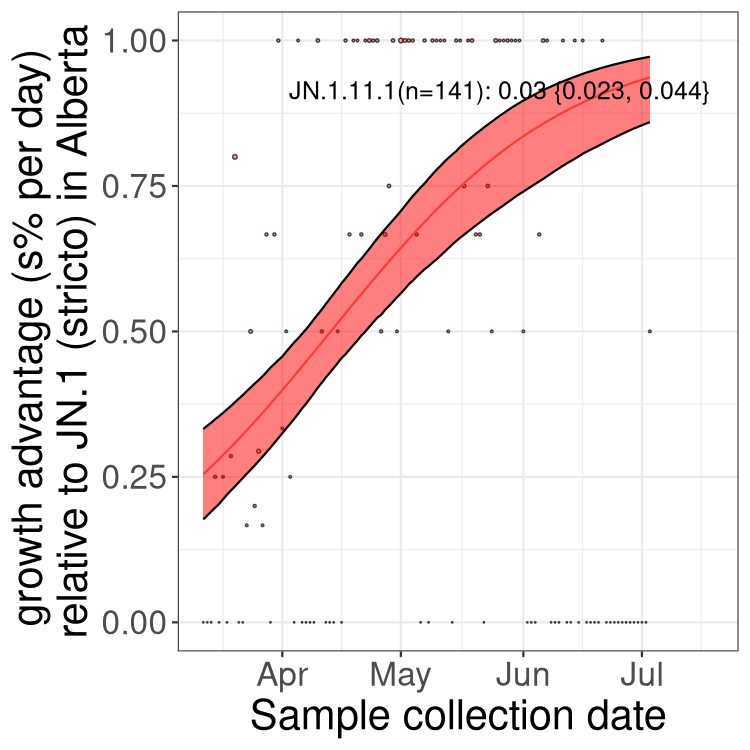 growth advantage (s% per day)
relative to JN.1 (stricto) in Alberta
1.00
0.75
0.50
0.25
0.00
JN.1.11.1(n=141): 0.03 {0.023, 0.044}
Apr May Jun Jul
Sample collection date